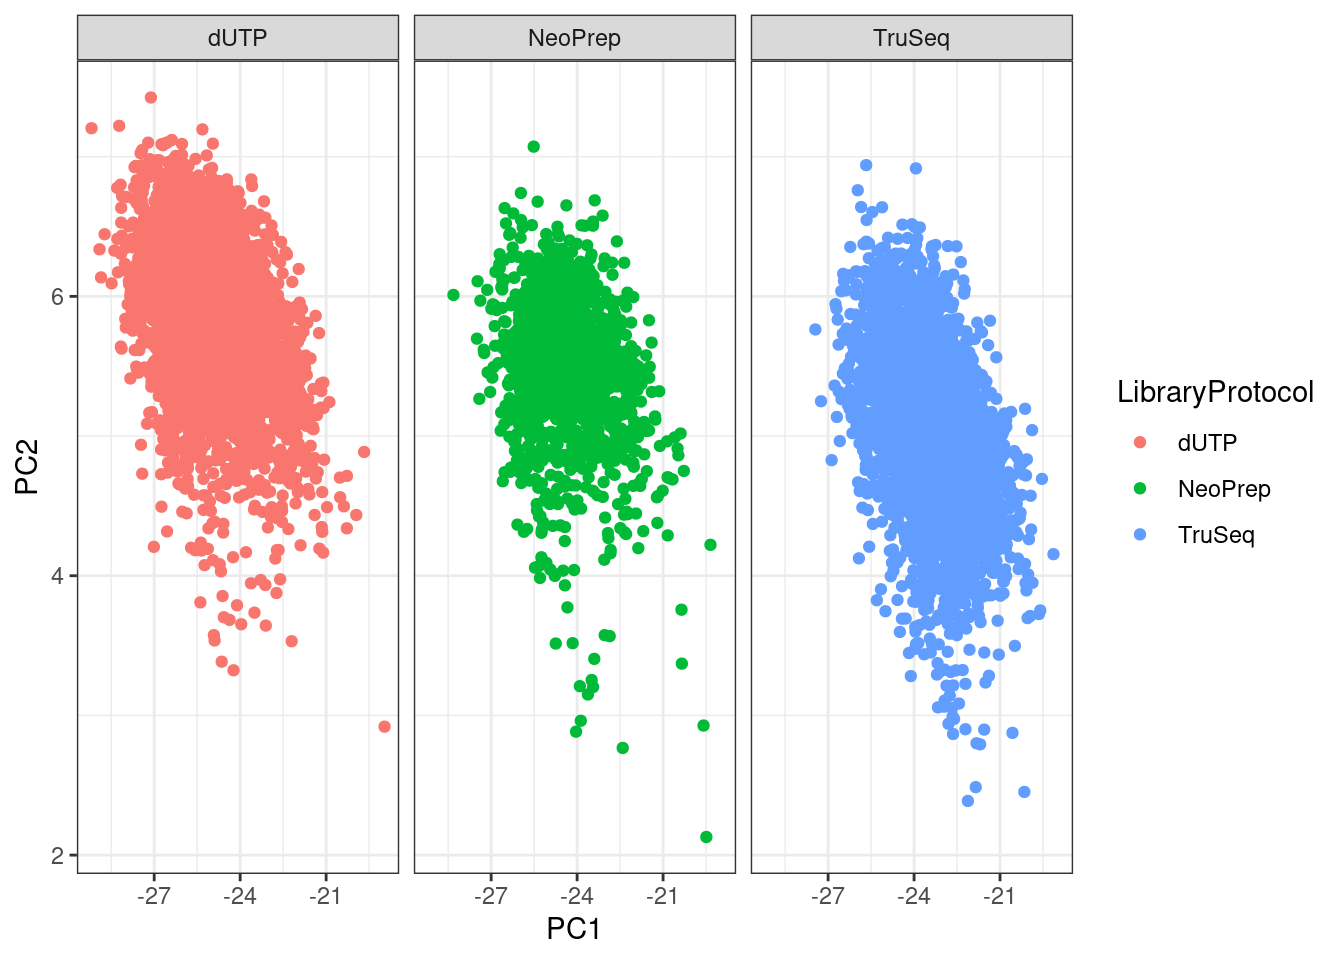 dUTP NeoPrep TruSeq
6
4
2
PC2
-27 -24 -21 -27 -24 -21 -27 -24 -21
PC1
LibraryProtocol
dUTP
NeoPrep
TruSeq